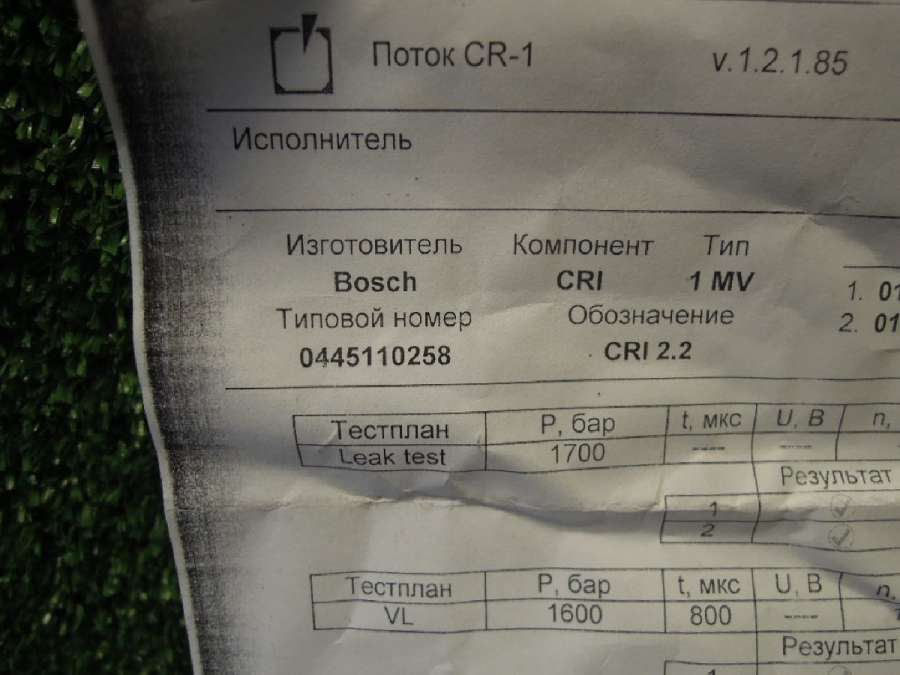 Поток CR-1 v.1.2.1.85
Исполнитель
Изготовитель Компонент Тип
Bosch CRI 1 MV
1. 01
Типовой номер Обозначение
2. 01
0445110258 CRI 2.2
Тестплан P, бар t, мкс U, В n,
Leak test 1700 ---- ----
Результат
1
2
Тестплан P, бар t, мкс U, В n,
VL 1600 800 ----
Результат
1